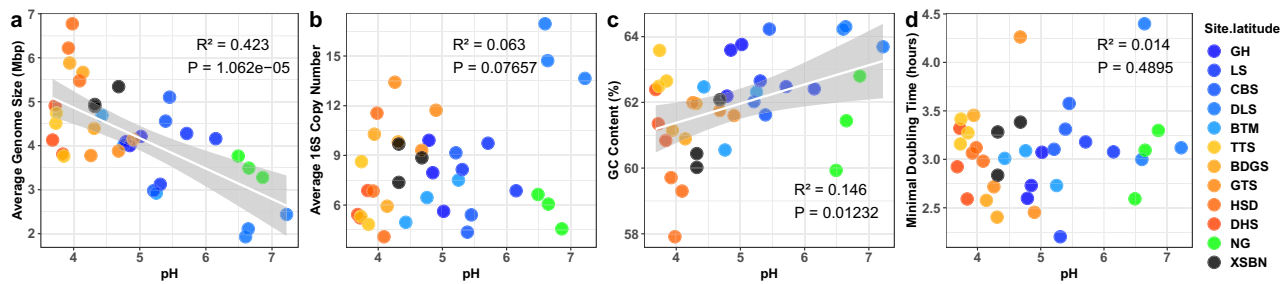 a
7
6
5
4
3
2
Average Genome Size (Mbp)
R² = 0.423
P = 1.062e−05
4
5
6
7
pH
b
15
12
9
6
Average 16S Copy Number
R² = 0.063
P = 0.07657
4
5
6
7
pH
c
64
62
60
58
GC Content (%)
R² = 0.146
P = 0.01232
4
5
6
7
pH
d
4.5
4.0
3.5
3.0
2.5
Minimal Doubling Time (hours)
R² = 0.014
P = 0.4895
4
5
6
7
pH
Site.latitude
GH
LS
CBS
DLS
BTM
TTS
BDGS
GTS
HSD
DHS
NG
XSBN